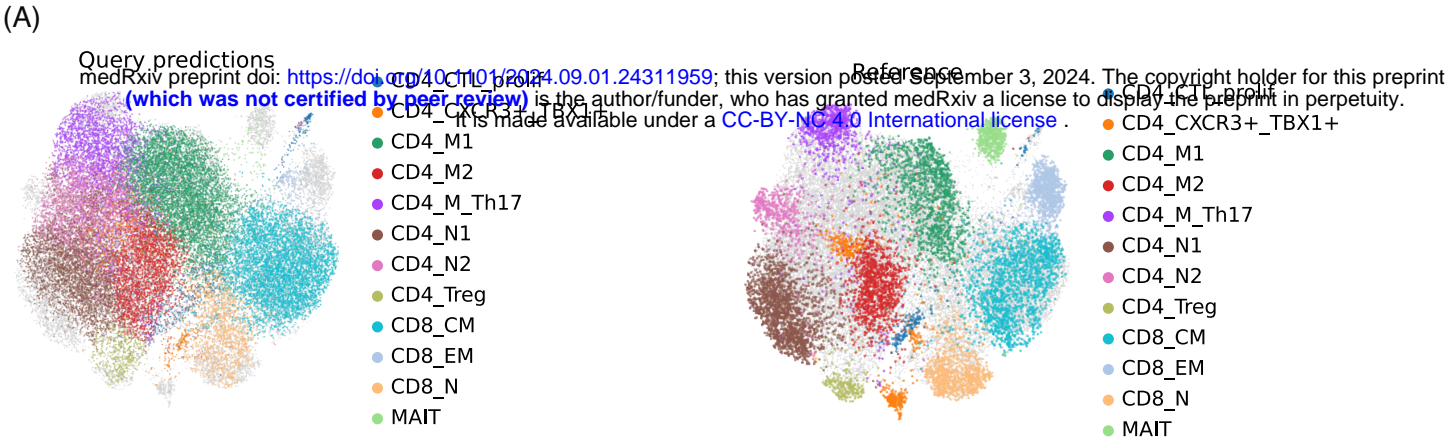 (A)
Query predictions
Reference
medRxiv preprint doi: https://doi.org/10.1101/2024.09.01.24311959; this version posted September 3, 2024. The copyright holder for this preprint
(which was not certified by peer review) is the author/funder, who has granted medRxiv a license to display the preprint in perpetuity.
It is made available under a CC-BY-NC 4.0 International license .
CD4_CTL_prolif
CD4_CXCR3+_TBX1+
CD4_M1
CD4_M2
CD4_M_Th17
CD4_N1
CD4_N2
CD4_Treg
CD8_CM
CD8_EM
CD8_N
MAIT
CD4_CTL_prolif
CD4_CXCR3+_TBX1+
CD4_M1
CD4_M2
CD4_M_Th17
CD4_N1
CD4_N2
CD4_Treg
CD8_CM
CD8_EM
CD8_N
MAIT